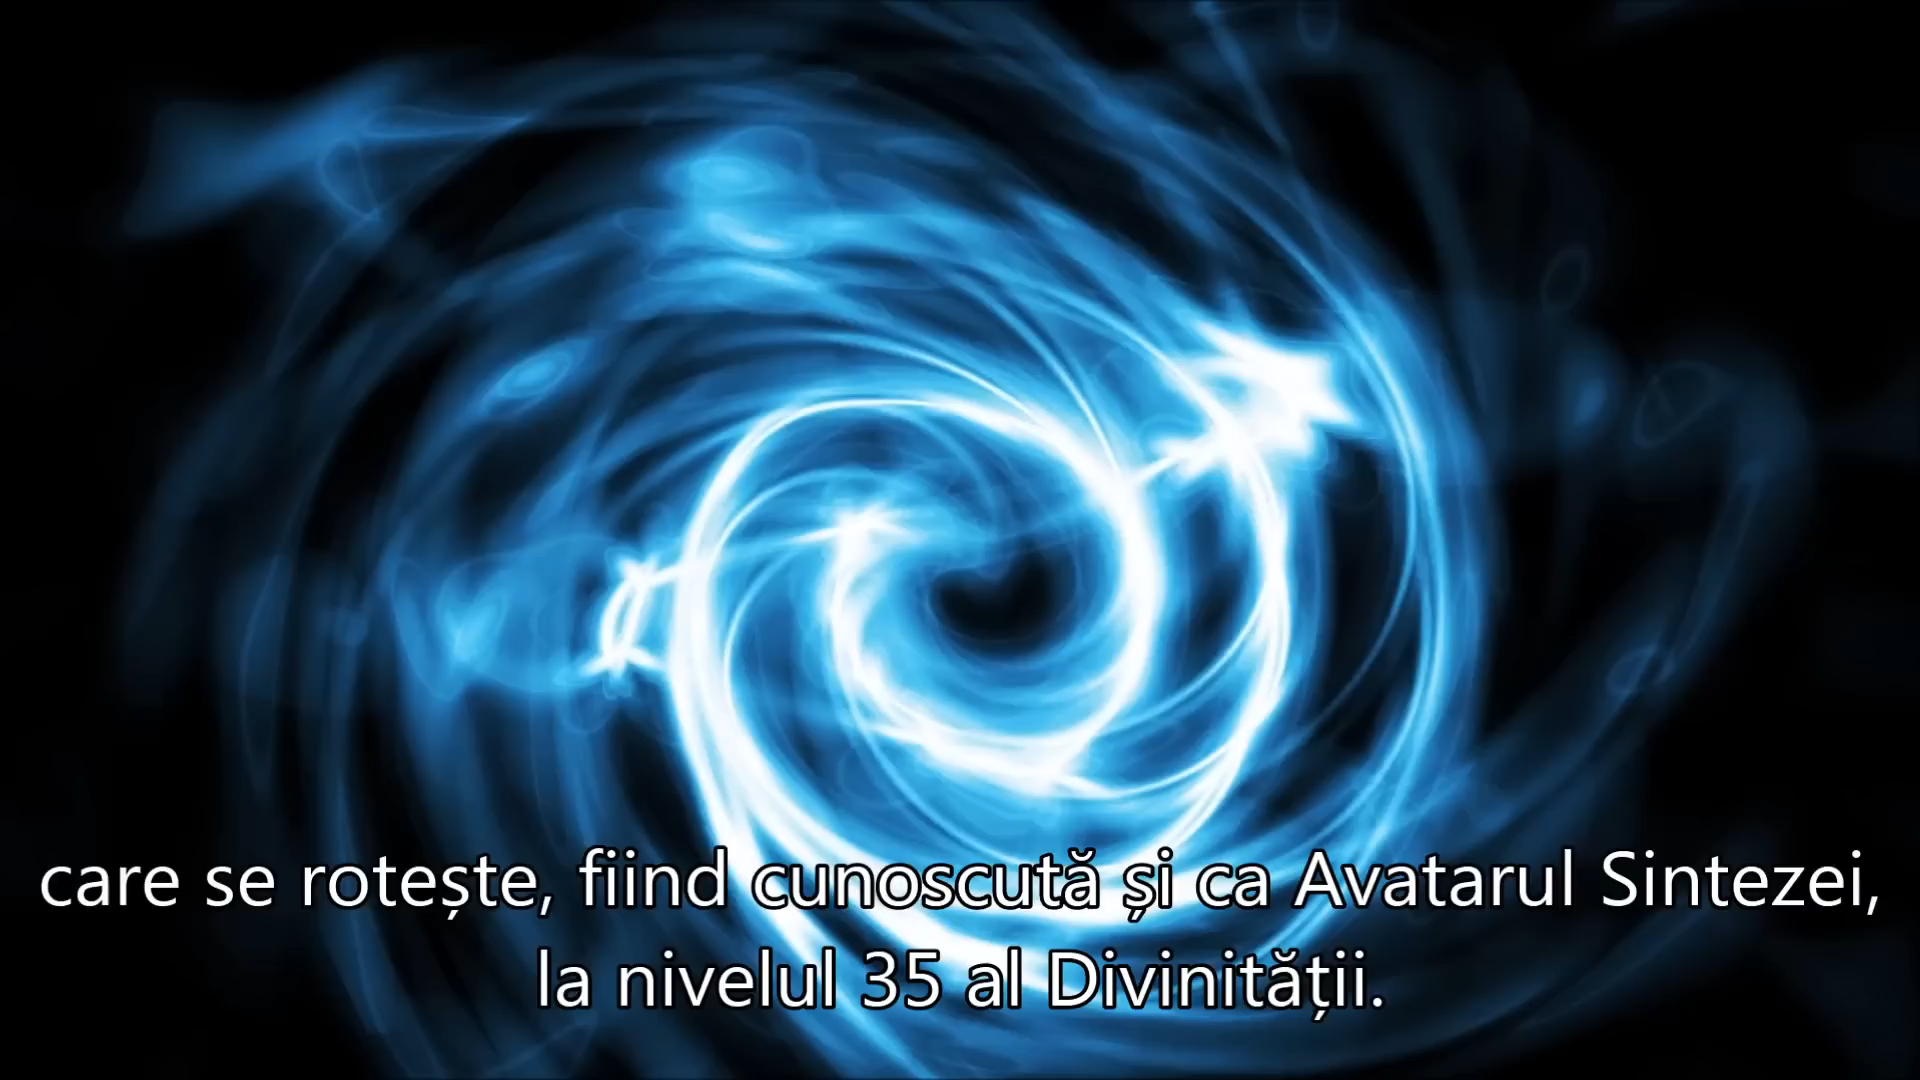 care se rotește, fiind cunoscută și ca Avatarul Sintezei,
la nivelul 35 al Divinității.